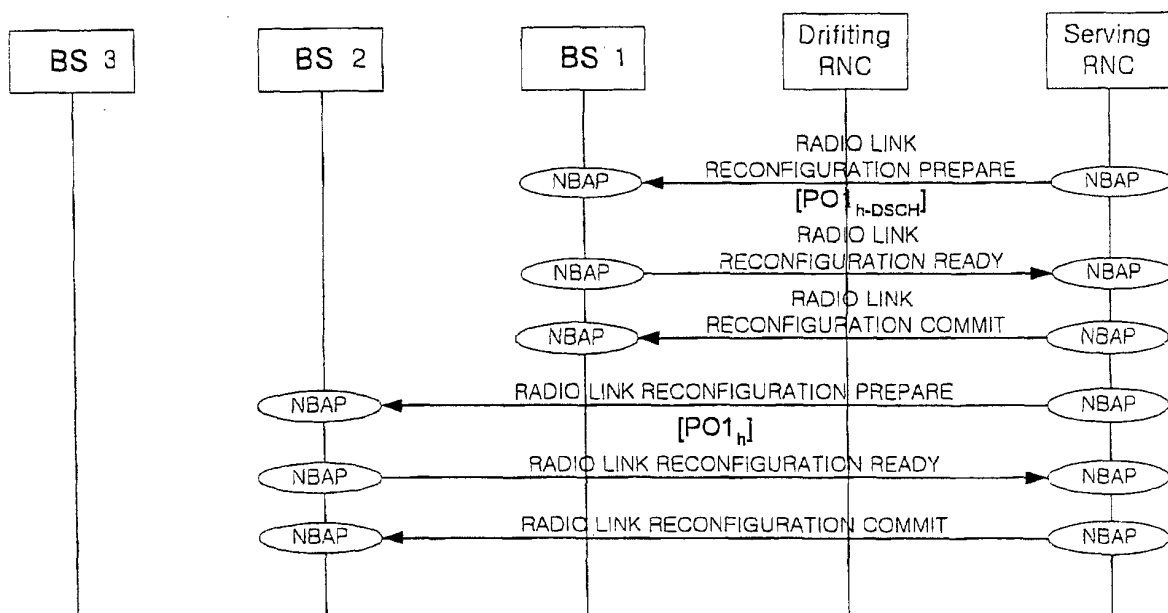 BS 3
BS 2
BS 1
Drifiting
RNC
Serving
RNC
RADIO LINK
RECONFIGURATION PREPARE
NBAP
NBAP
[PO1h-DSCH]
RADIO LINK
RECONFIGURATION READY
NBAP
NBAP
RADIO LINK
RECONFIGURATION COMMIT
NBAP
NBAP
RADIO LINK RECONFIGURATION PREPARE
NBAP
NBAP
[PO1h]
RADIO LINK RECONFIGURATION READY
NBAP
NBAP
RADIO LINK RECONFIGURATION COMMIT
NBAP
NBAP